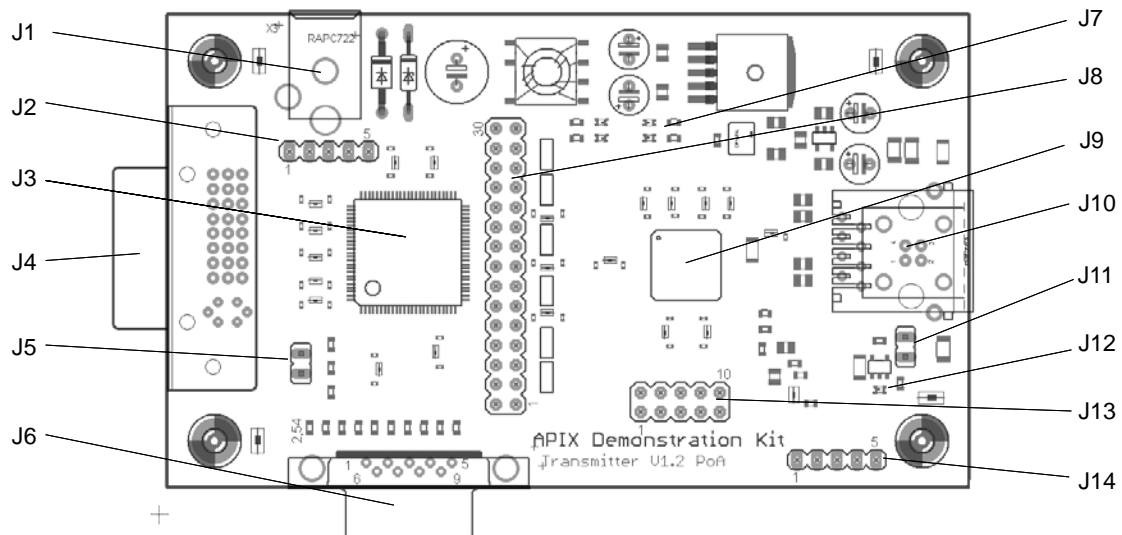 J1
J2
J3
J4
J5
J6
J7
J8
J9
J10
J11
J12
J13
J14
X3
RAPC722
1
5
30
1
10
1
2,54
1
5
6
9
APIX Demonstration Kit
Transmitter V1.2 PoA
5
1